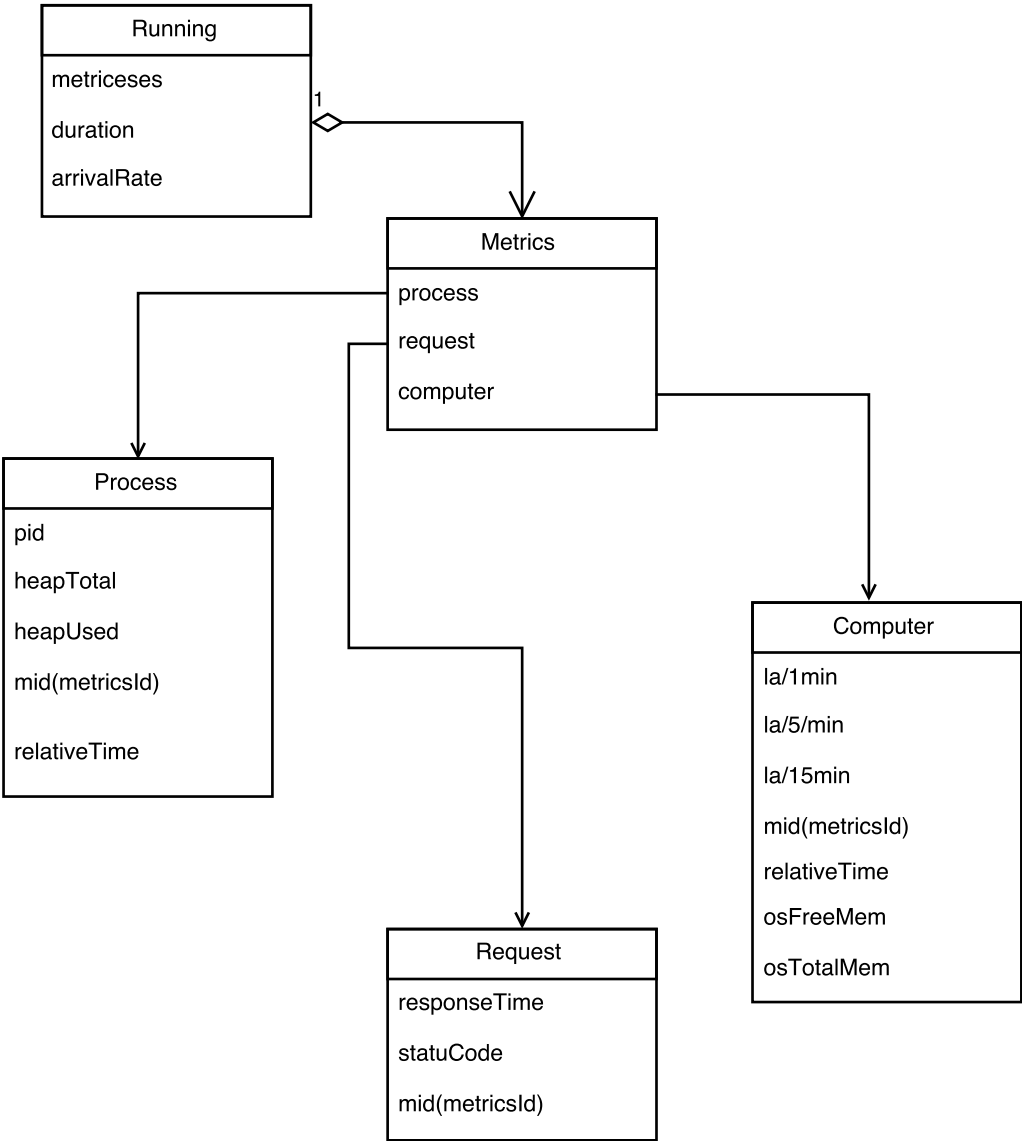 Running
metriceses
duration
arrivalRate
1
Metrics
process
request
computer
Process
pid
heapTotal
heapUsed
mid(metricsId)
relativeTime
Computer
la/1min
la/5/min
la/15min
mid(metricsId)
relativeTime
osFreeMem
osTotalMem
Request
responseTime
statuCode
mid(metricsId)